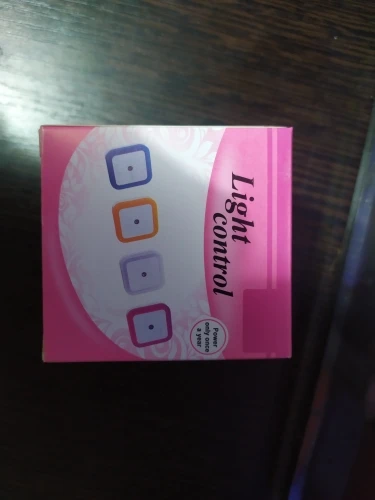 Light
control
Power
only once
a year